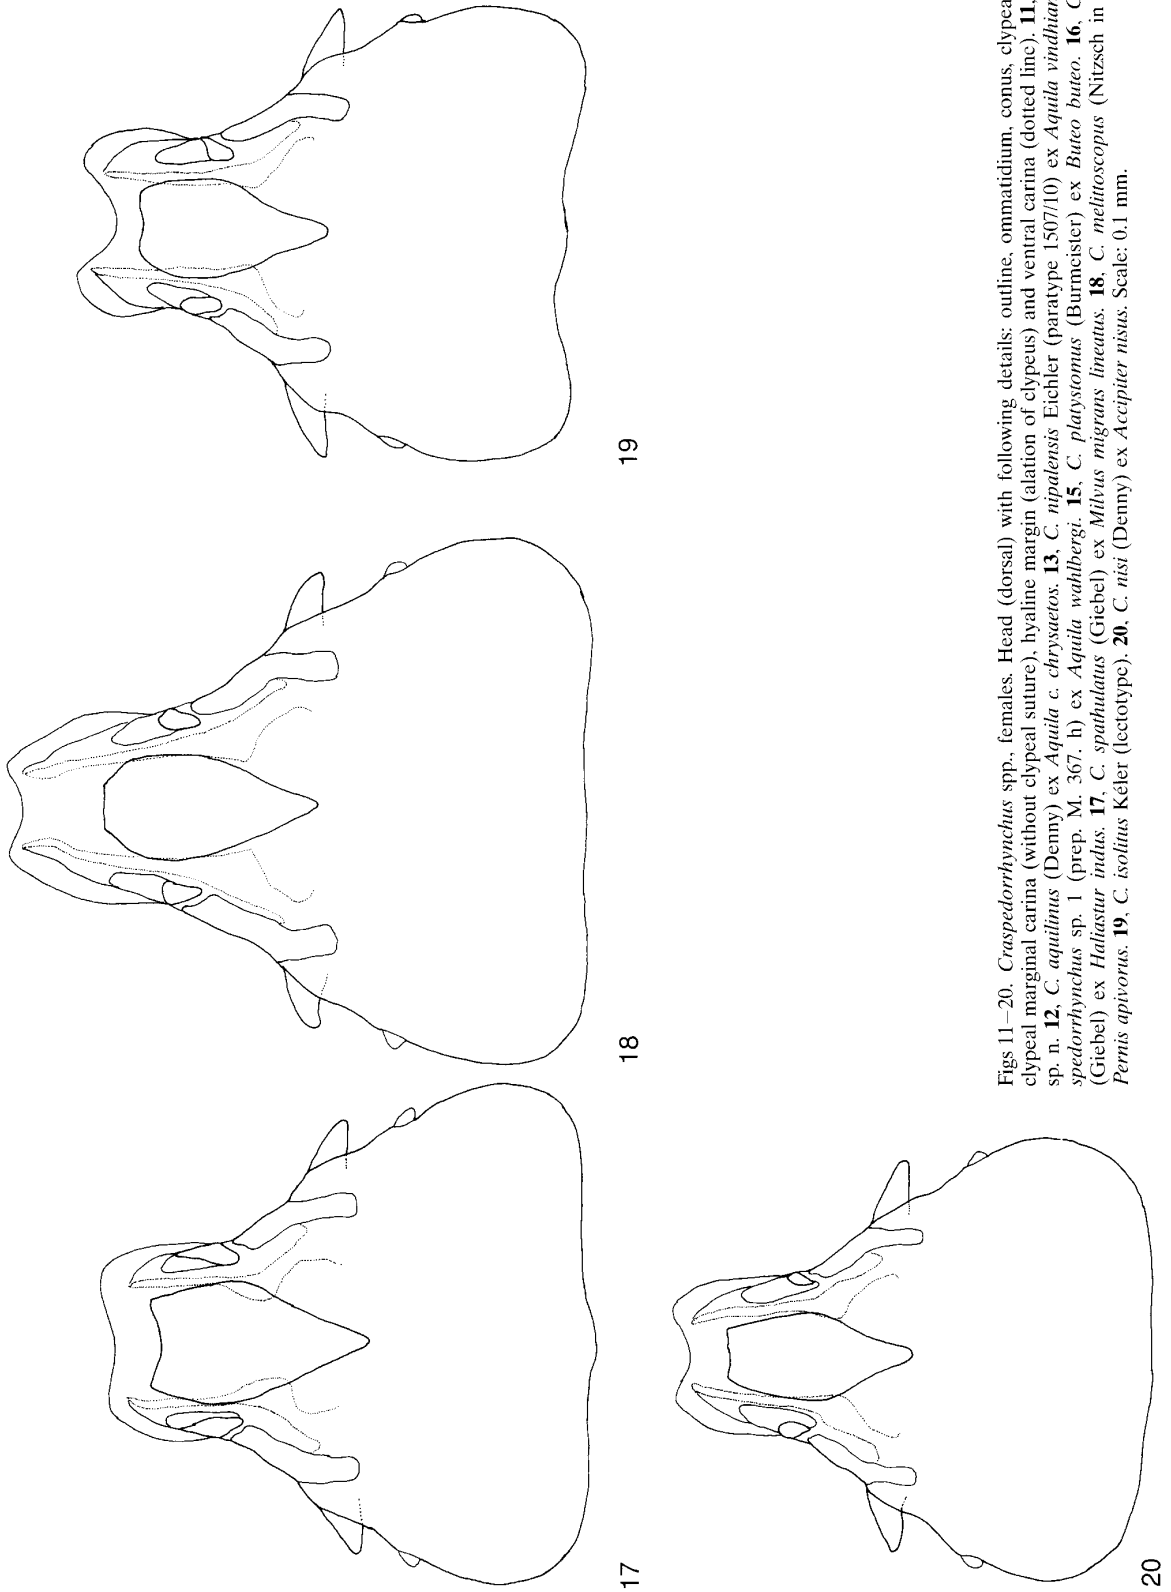 19
18
17
20
Figs 11–20. Craspedorrhynchus spp., females. Head (dorsal) with following details: outline, ommatidium, conus, clypea
clypeal marginal carina (without clypeal suture), hyaline margin (alation of clypeus) and ventral carina (dotted line). 11,
sp. n. 12, C. aquilinus (Denny) ex Aquila c. chrysaetos. 13, C. nipalensis Eichler (paratype 1507/10) ex Aquila vindhian
spedorrhynchus sp. 1 (prep. M. 367. h) ex Aquila wahlbergi. 15, C. platystomus (Burmeister) ex Buteo buteo. 16, C
(Giebel) ex Haliastur indus. 17, C. spathulatus (Giebel) ex Milvus migrans lineatus. 18, C. melittoscopus (Nitzsch in
Pernis apivorus. 19, C. isolitus Kéler (lectotype). 20, C. nisi (Denny) ex Accipiter nisus. Scale: 0.1 mm.